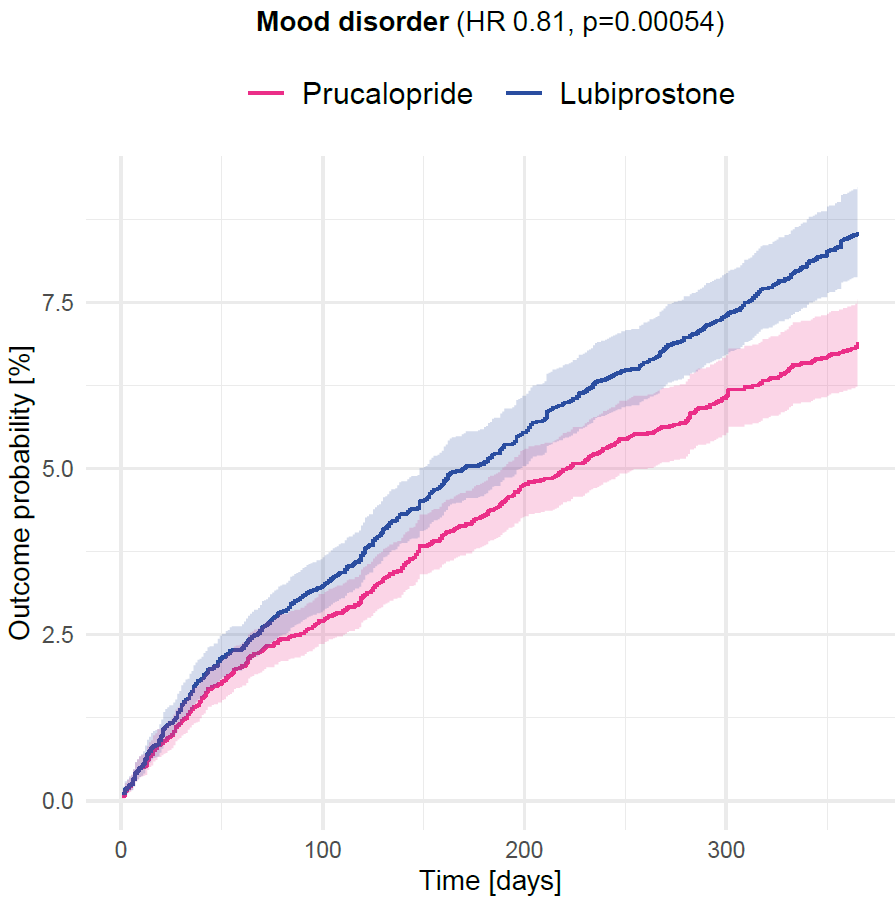 Mood disorder (HR 0.81, p=0.00054)
Prucalopride Lubiprostone
Outcome probability [%]
7.5
5.0
2.5
0.0
0 100 200 300
Time [days]